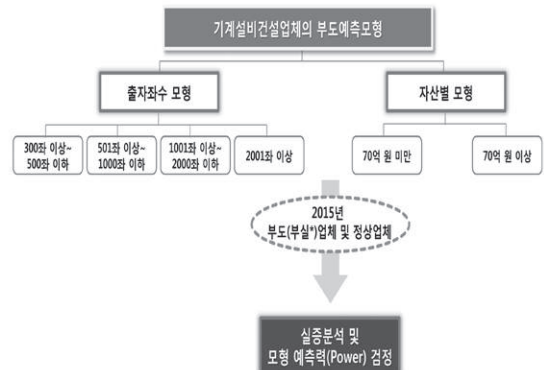 기계설비건설업체의 부도예측모형
출자좌수 모형
자산별 모형
300좌 이상~
500좌 이하
501좌 이상~
1000좌 이하
1001좌 이상~
2000좌 이하
2001좌 이상
70억 원 미만
70억 원 이상
2015년
부도(부실*)업체 및 정상업체
실증분석 및
모형 예측력(Power) 검정